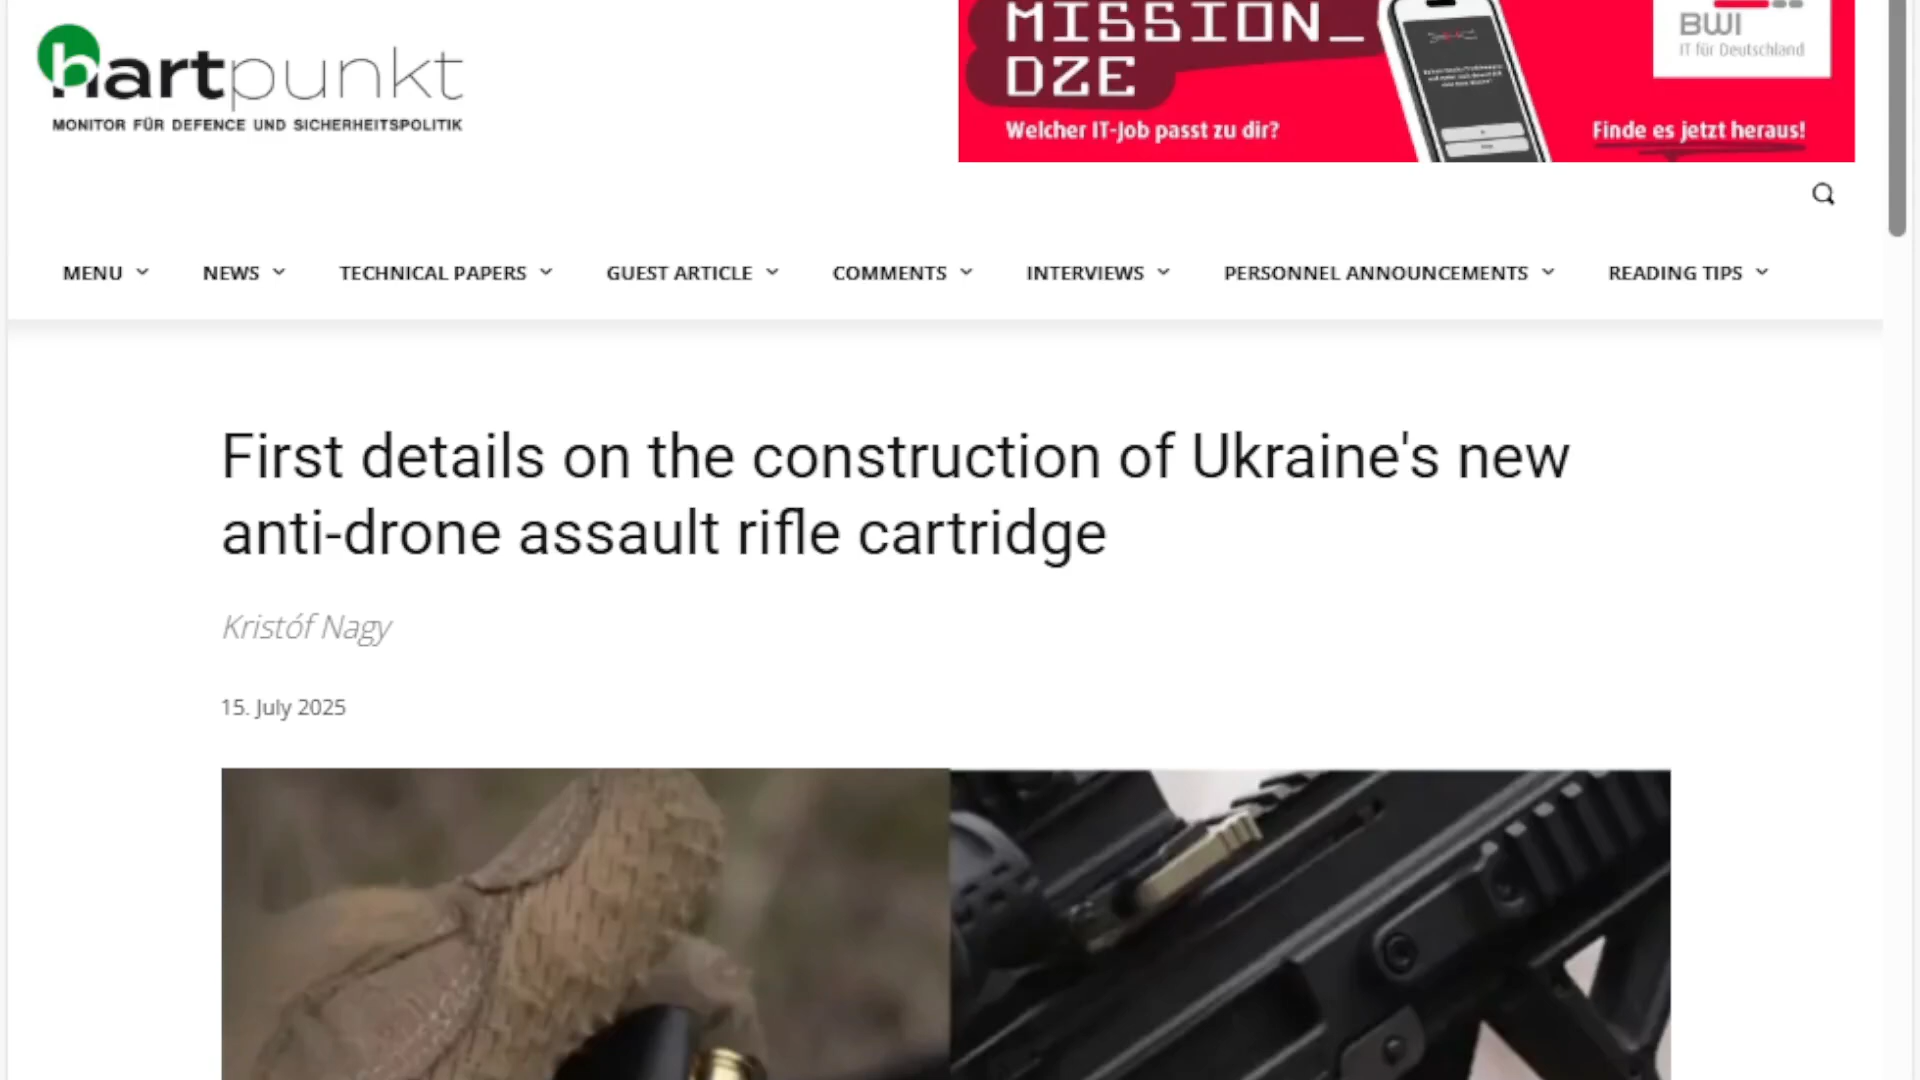 MISSION_
DZE
Welcher IT-Job passt zu dir?
Finde es jetzt heraus!
BWI
IT für Deutschland
hartpunkt
MONITOR FÜR DEFENCE UND SICHERHEITSPOLITIK
MENU NEWS TECHNICAL PAPERS GUEST ARTICLE COMMENTS INTERVIEWS PERSONNEL ANNOUNCEMENTS READING TIPS
First details on the construction of Ukraine's new
anti-drone assault rifle cartridge
Kristóf Nagy
15. July 2025